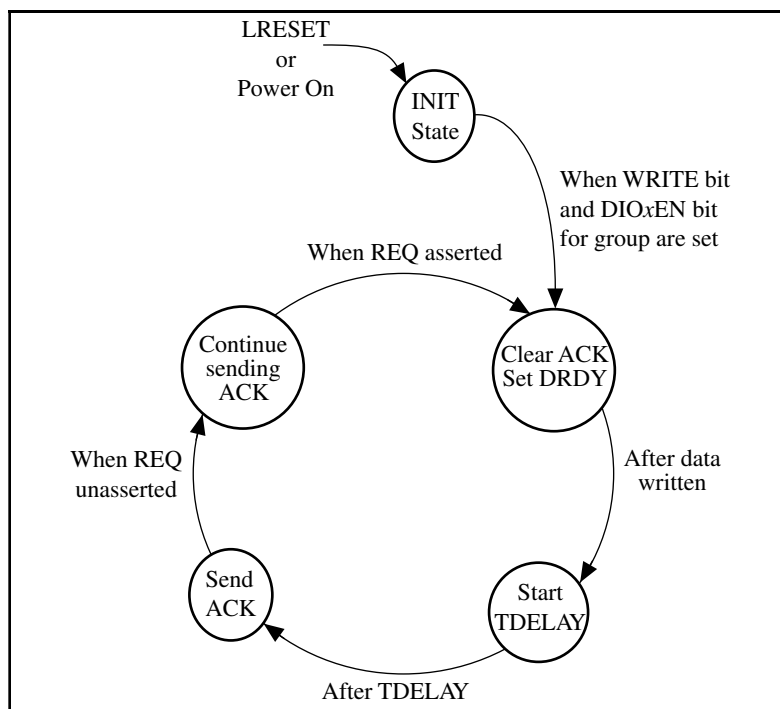 LRESET
or
Power On
INIT
State
When WRITE bit
and DIOxEN bit
for group are set
When REQ asserted
Continue
sending
ACK
Clear ACK
Set DRDY
When REQ
unasserted
After data
written
Send
ACK
Start
TDELAY
After TDELAY